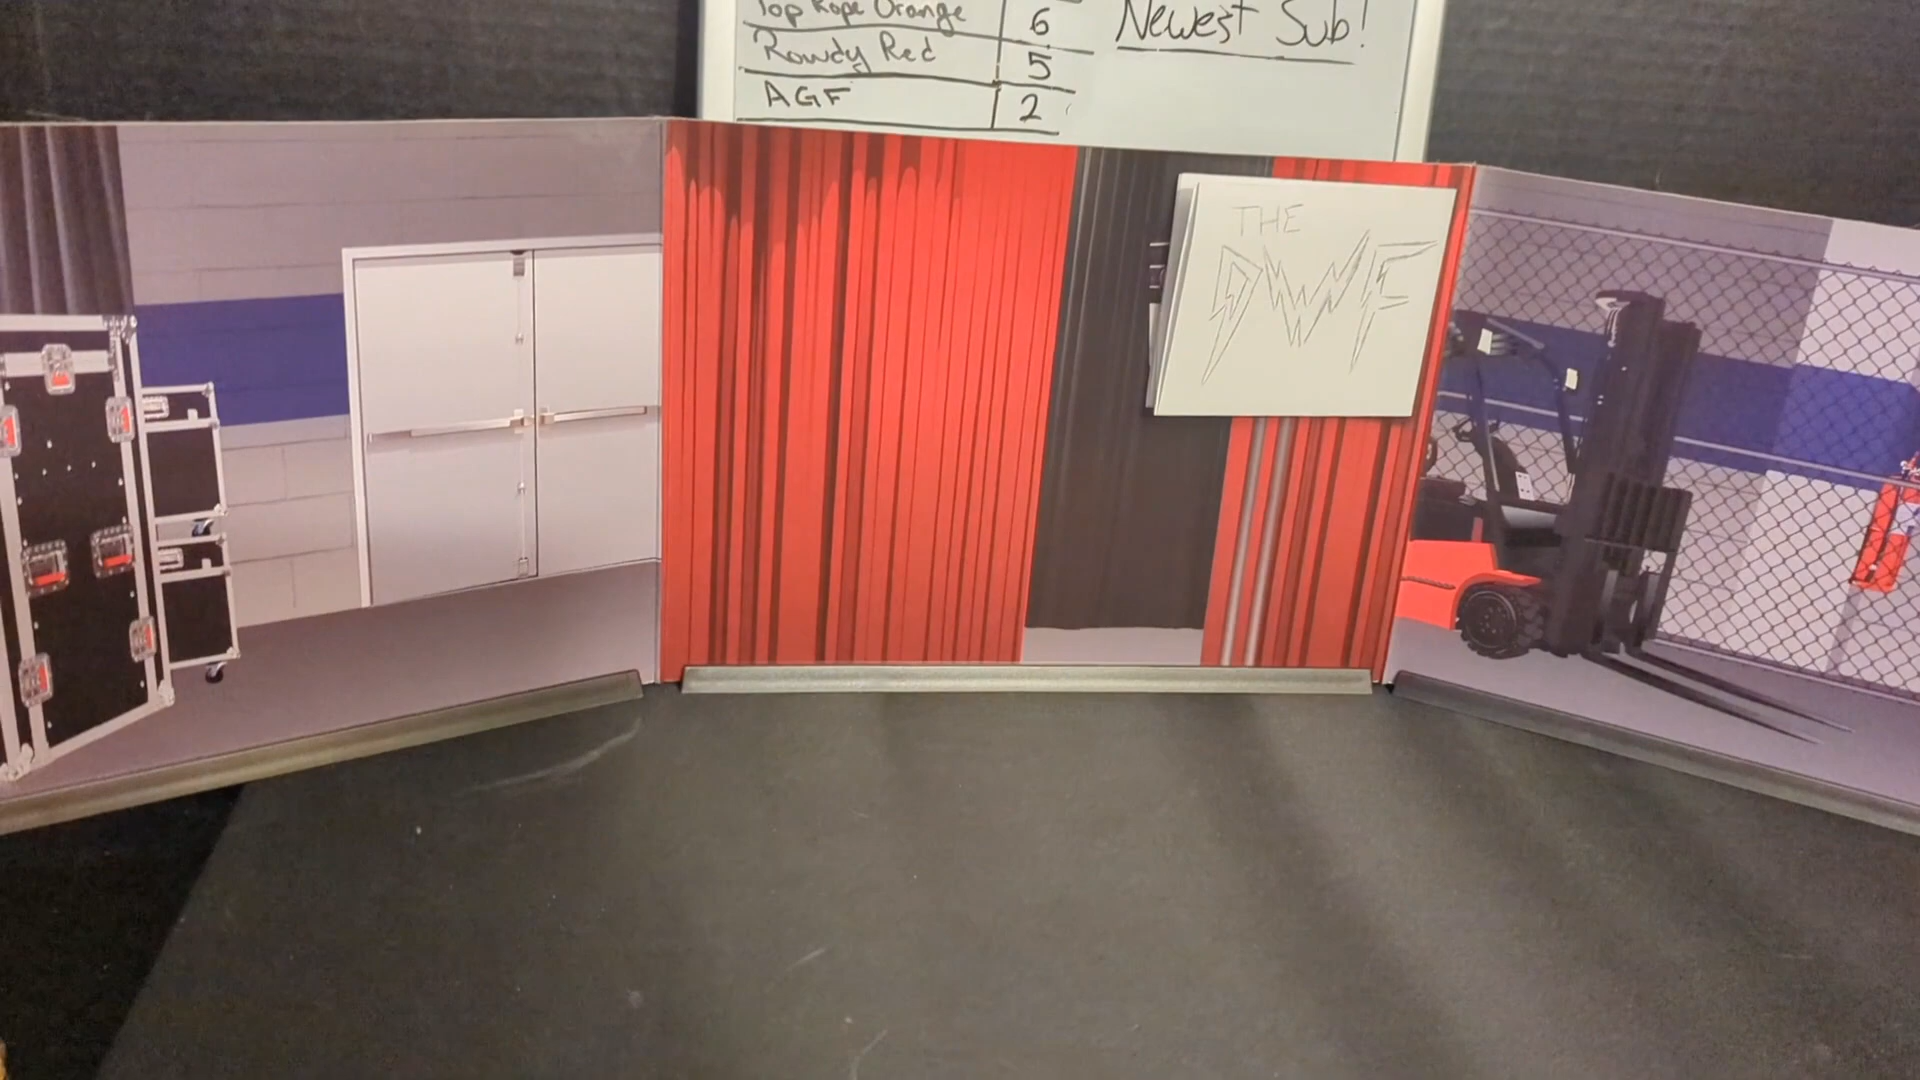 Top Rope Orange 6
Newest Sub!
Rowdy Red 5
AGF 2
THE
DWF